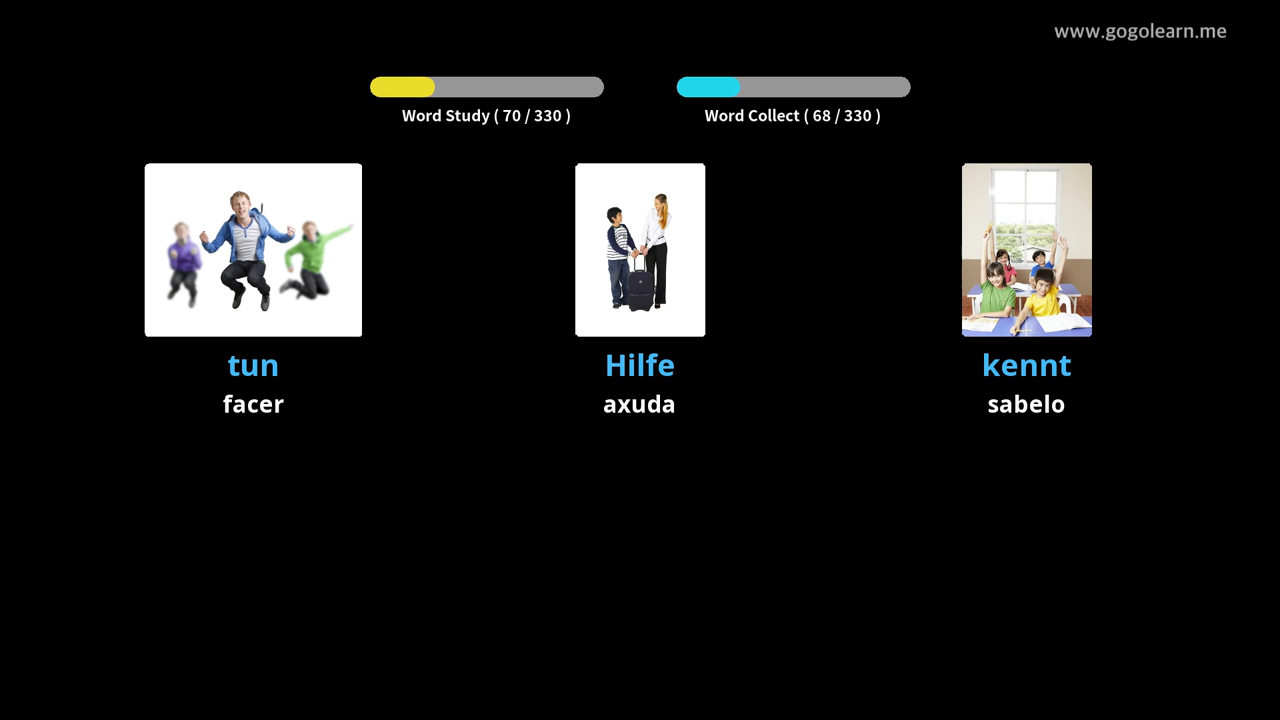 www.gogolearn.me
Word Study ( 70 / 330 )
Word Collect ( 68 / 330 )
tun
facer
Hilfe
axuda
kennt
sabelo